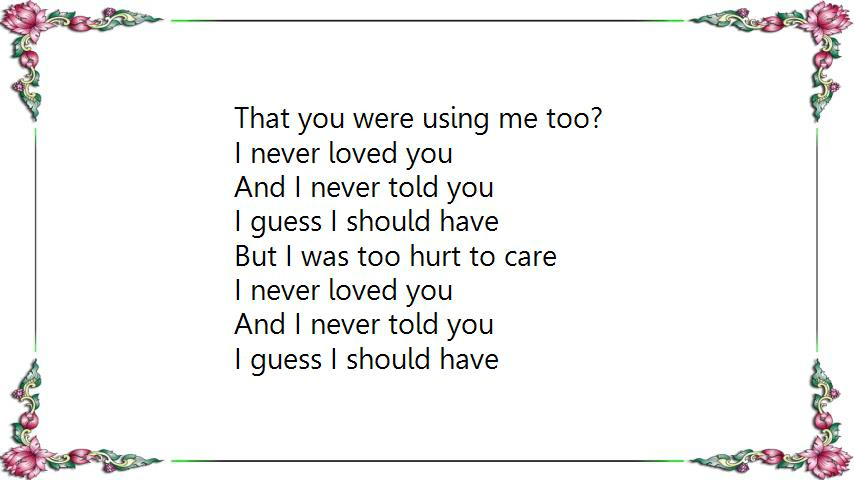 That you were using me too?
I never loved you
And I never told you
I guess I should have
But I was too hurt to care
I never loved you
And I never told you
I guess I should have